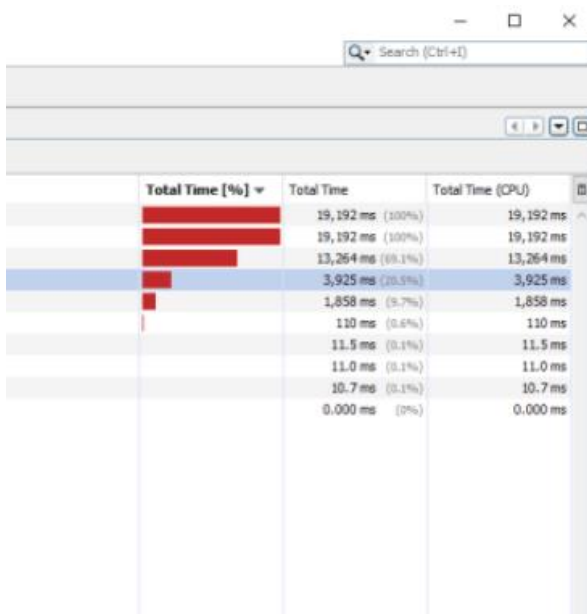 Search (Ctrl+I)
Total Time [%] Total Time Total Time (CPU)
19,192 ms (100%) 19,192 ms
19,192 ms (100%) 19,192 ms
13,264 ms (69.1%) 13,264 ms
3,925 ms (20.5%) 3,925 ms
1,858 ms (9.7%) 1,858 ms
110 ms (0.6%) 110 ms
11.5 ms (0.1%) 11.5 ms
11.0 ms (0.1%) 11.0 ms
10.7 ms (0.1%) 10.7 ms
0.000 ms (0%) 0.000 ms